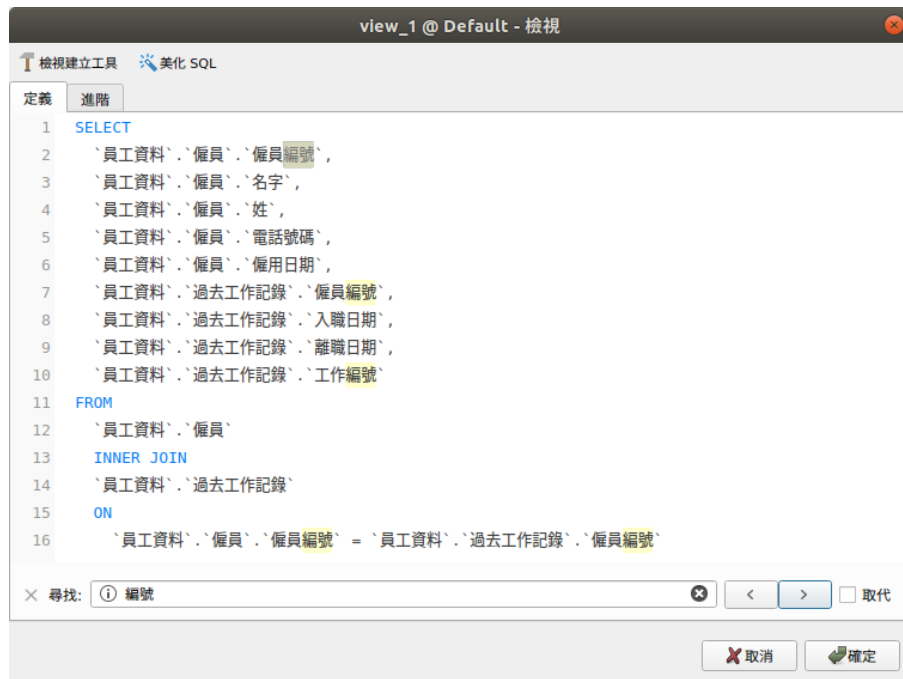 view_1 @ Default - 檢視
檢視建立工具 美化 SQL
定義 進階
1 SELECT
2 `員工資料`.`僱員`.`僱員編號`,
3 `員工資料`.`僱員`.`名字`,
4 `員工資料`.`僱員`.`姓`,
5 `員工資料`.`僱員`.`電話號碼`,
6 `員工資料`.`僱員`.`僱用日期`,
7 `員工資料`.`過去工作記錄`.`僱員編號`,
8 `員工資料`.`過去工作記錄`.`入職日期`,
9 `員工資料`.`過去工作記錄`.`離職日期`,
10 `員工資料`.`過去工作記錄`.`工作編號`
11 FROM
12 `員工資料`.`僱員`
13 INNER JOIN
14 `員工資料`.`過去工作記錄`
15 ON
16 `員工資料`.`僱員`.`僱員編號` = `員工資料`.`過去工作記錄`.`僱員編號`
尋找: 編號 < > 取代
取消 確定